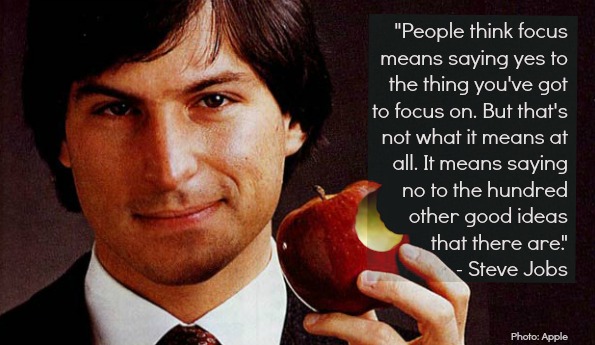 "People think focus
means saying yes to
the thing you've got
to focus on. But that's
not what it means at
all. It means saying
no to the hundred
other good ideas
that there are."
- Steve Jobs
Photo: Apple